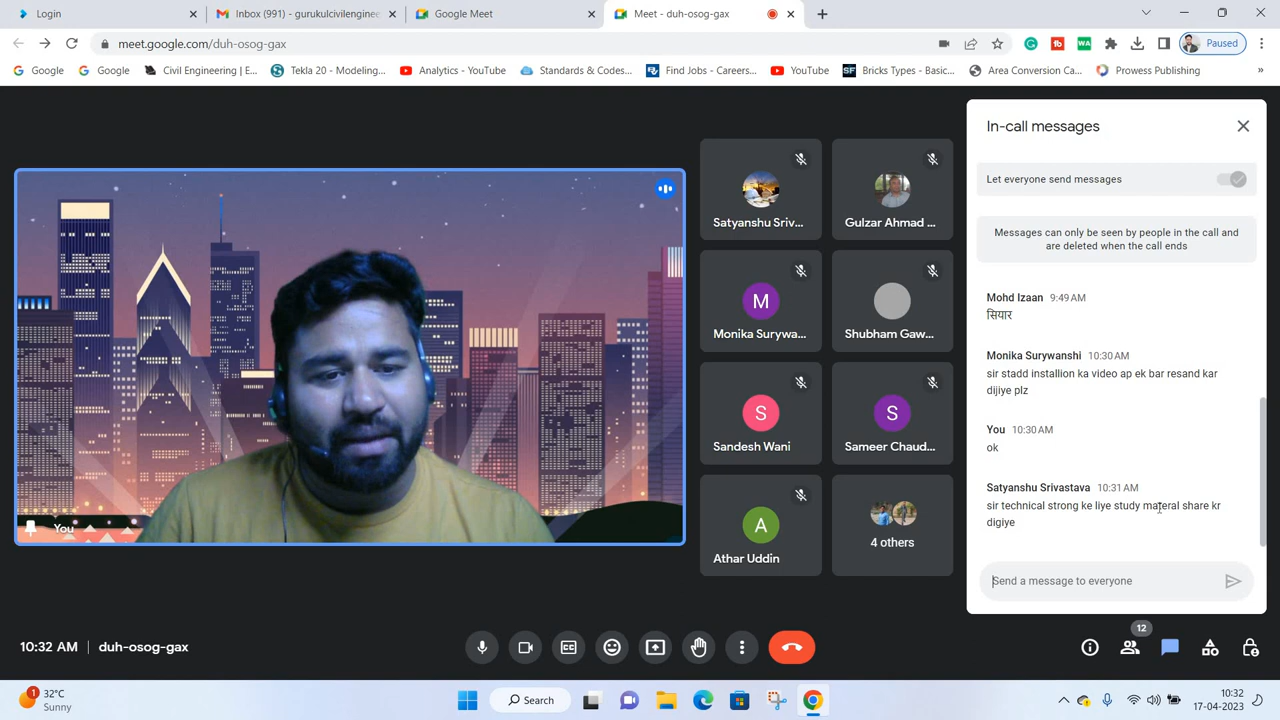 Login
Inbox (991) - gurukulcivilenginee
Google Meet
Meet - duh-osog-gax
meet.google.com/duh-osog-gax
Paused
Google
Google
Civil Engineering | E...
Tekla 20 - Modeling...
Analytics - YouTube
Standards & Codes...
Find Jobs - Careers...
YouTube
Bricks Types - Basic...
Area Conversion Ca...
Prowess Publishing
In-call messages
Let everyone send messages
Messages can only be seen by people in the call and
are deleted when the call ends
Mohd Izaan 9:49 AM
सियार
Monika Surywanshi 10:30 AM
sir stadd installion ka video ap ek bar resand kar
dijiye plz
You 10:30 AM
ok
Satyanshu Srivastava 10:31 AM
sir technical strong ke liye study materal share kr
digiye
Send a message to everyone
Satyanshu Sriv...
Gulzar Ahmad ...
M
Monika Surywa...
Shubham Gaw...
S
Sandesh Wani
S
Sameer Chaud...
A
Athar Uddin
4 others
You
10:32 AM | duh-osog-gax
12
1
32°C
Sunny
Search
10:32
17-04-2023